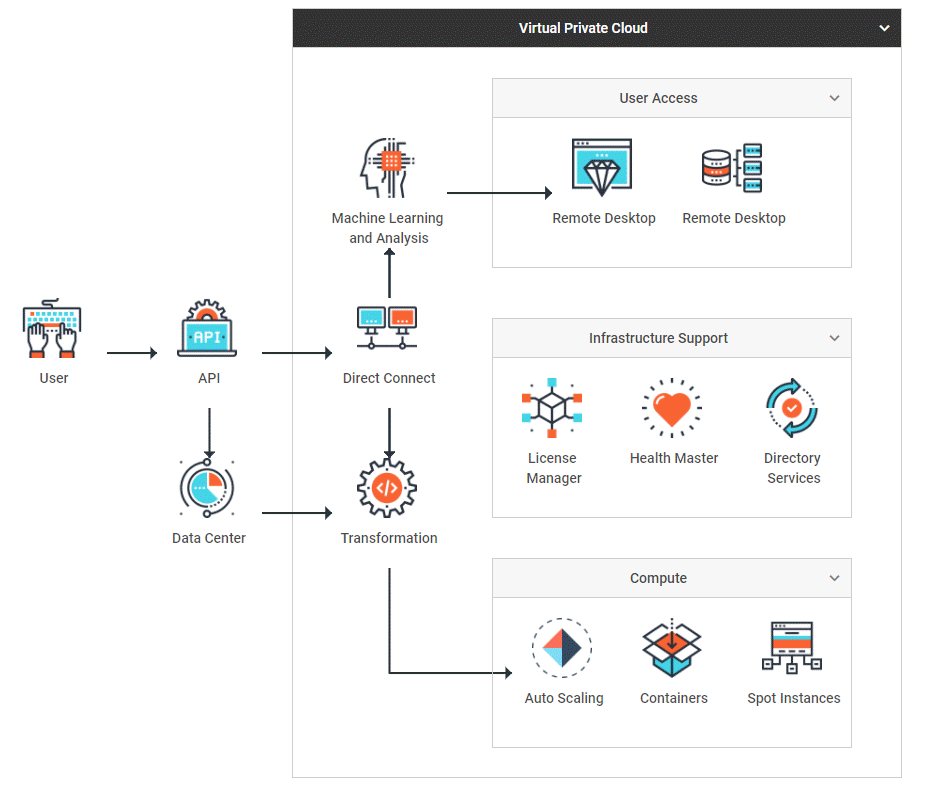 Virtual Private Cloud
User Access
Remote Desktop
Remote Desktop
Machine Learning
and Analysis
User
API
API
Direct Connect
Infrastructure Support
License
Manager
Health Master
Directory
Services
Data Center
Transformation
Compute
Auto Scaling
Containers
Spot Instances